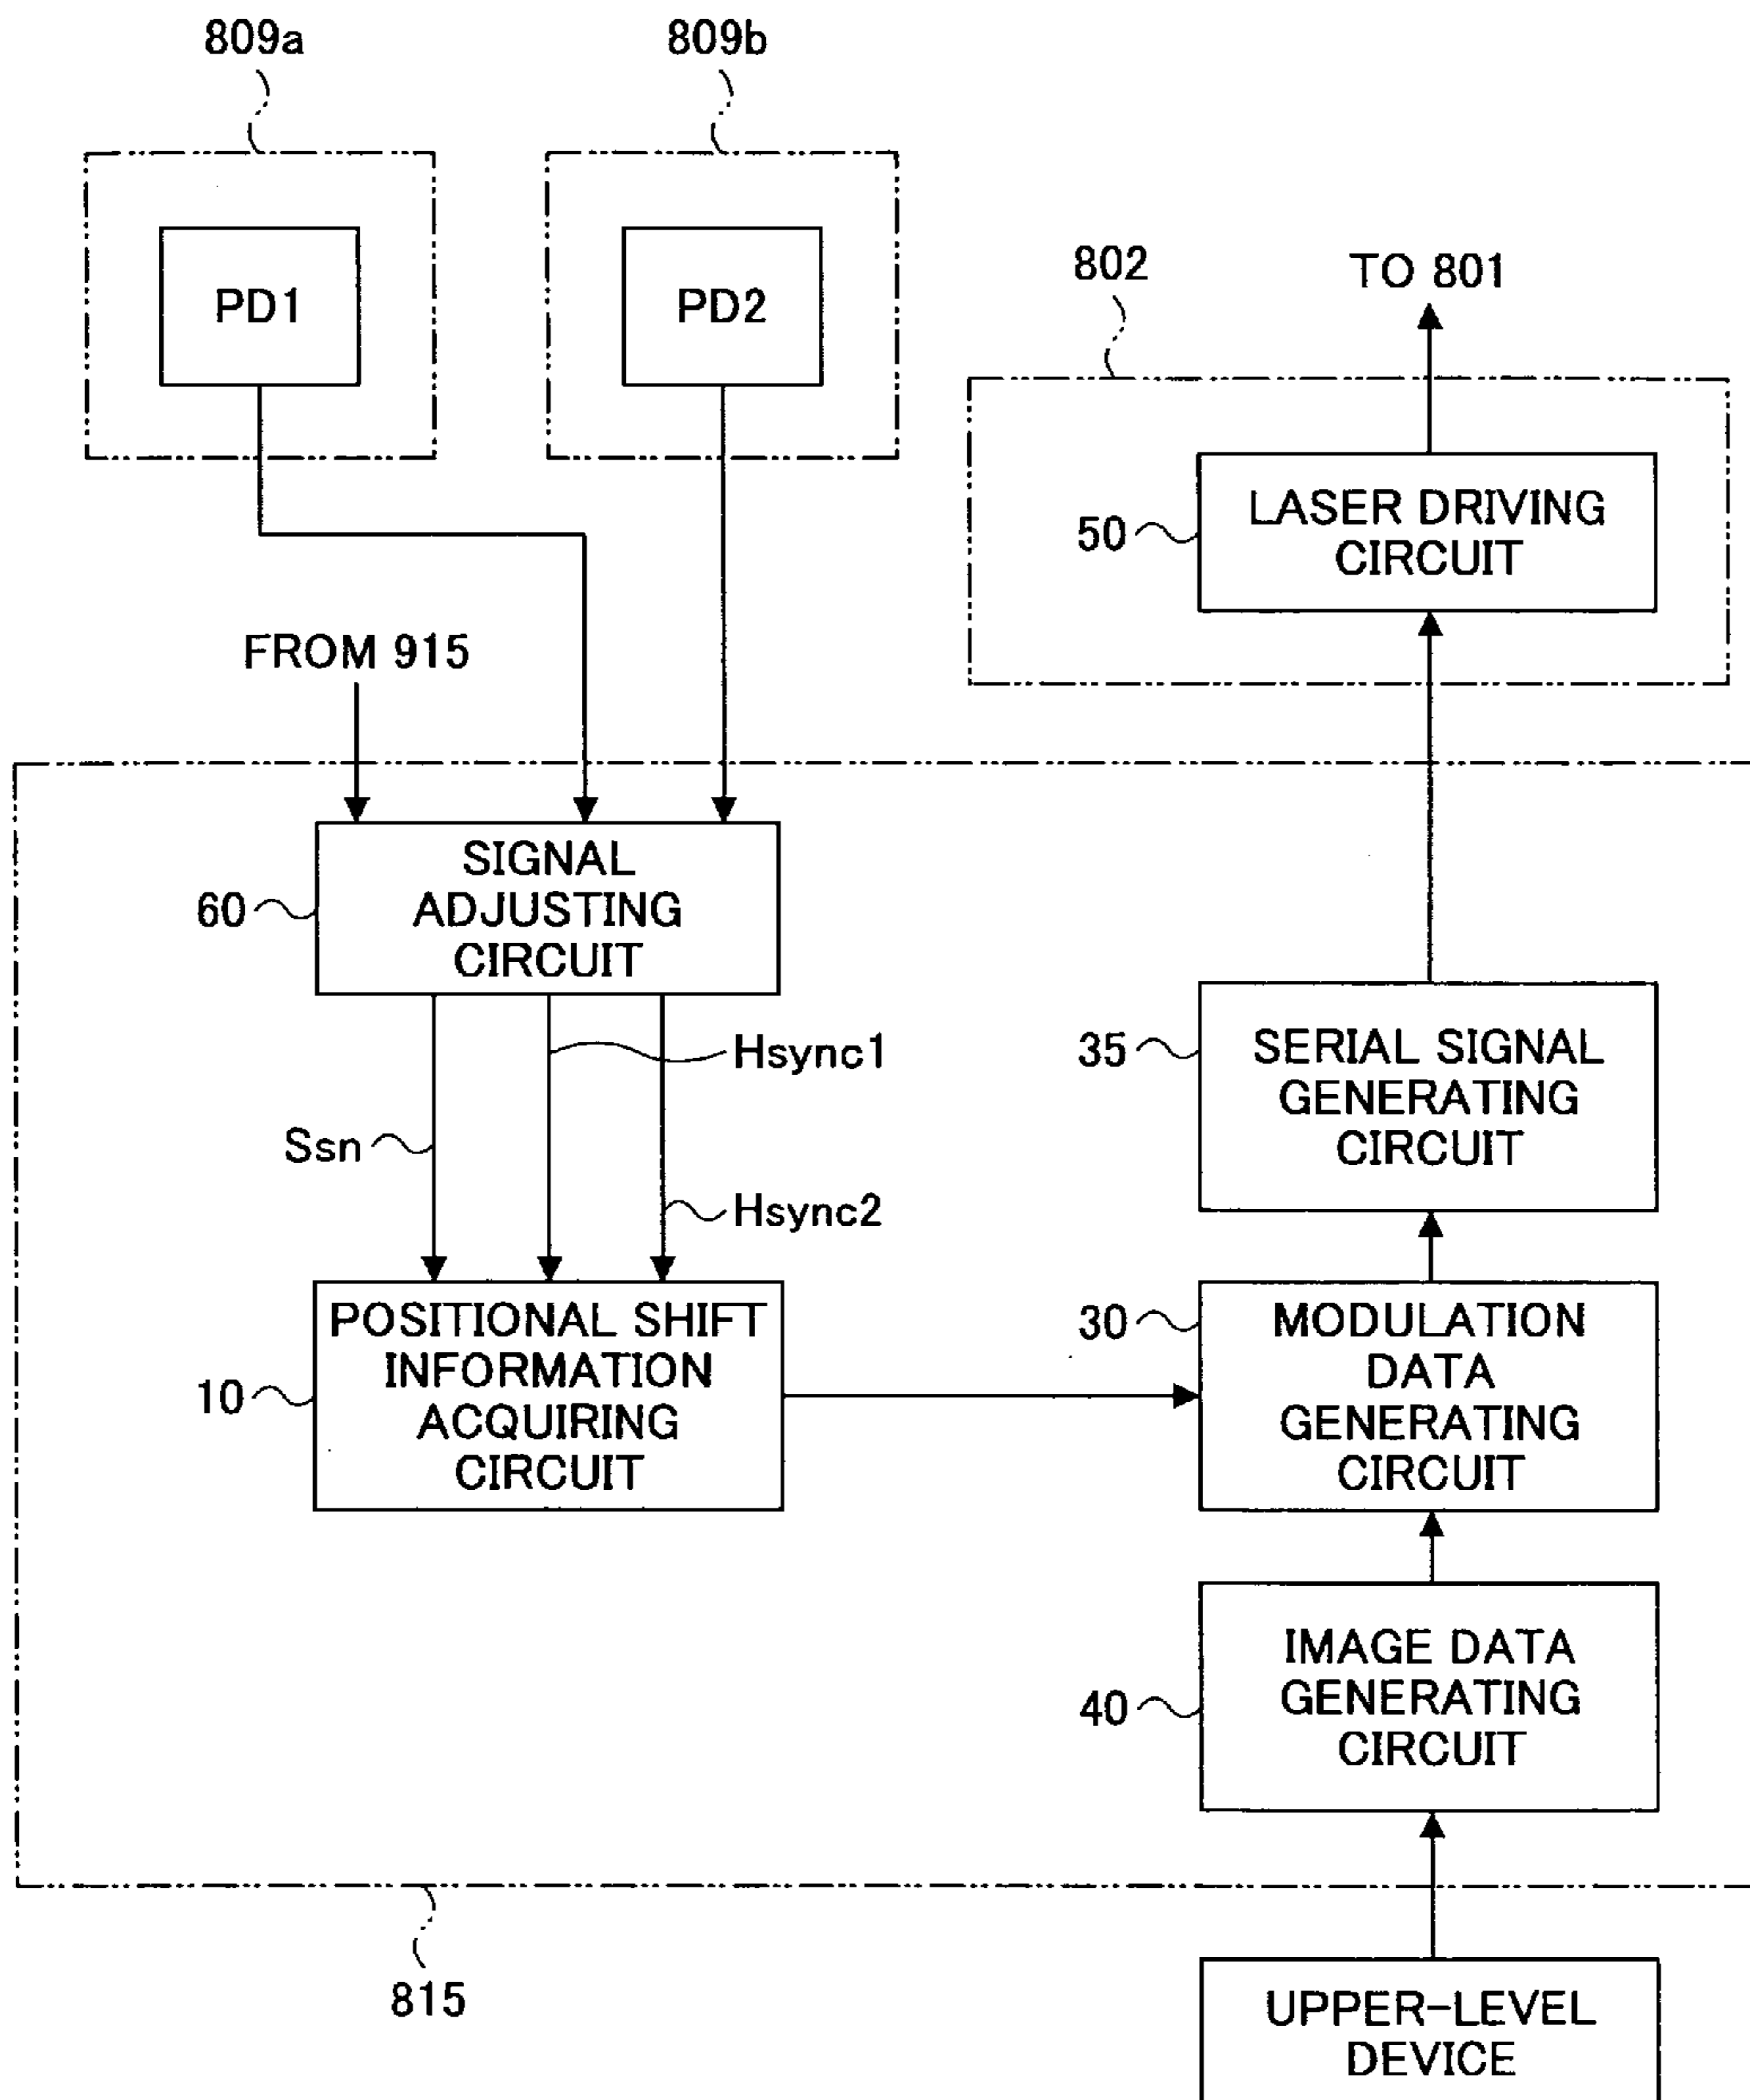 809a
809b
PD1
PD2
802
TO 801
50
LASER DRIVING
CIRCUIT
FROM 915
60
SIGNAL
ADJUSTING
CIRCUIT
Hsync1
Ssn
Hsync2
35
SERIAL SIGNAL
GENERATING
CIRCUIT
10
POSITIONAL SHIFT
INFORMATION
ACQUIRING
CIRCUIT
30
MODULATION
DATA
GENERATING
CIRCUIT
40
IMAGE DATA
GENERATING
CIRCUIT
815
UPPER-LEVEL
DEVICE